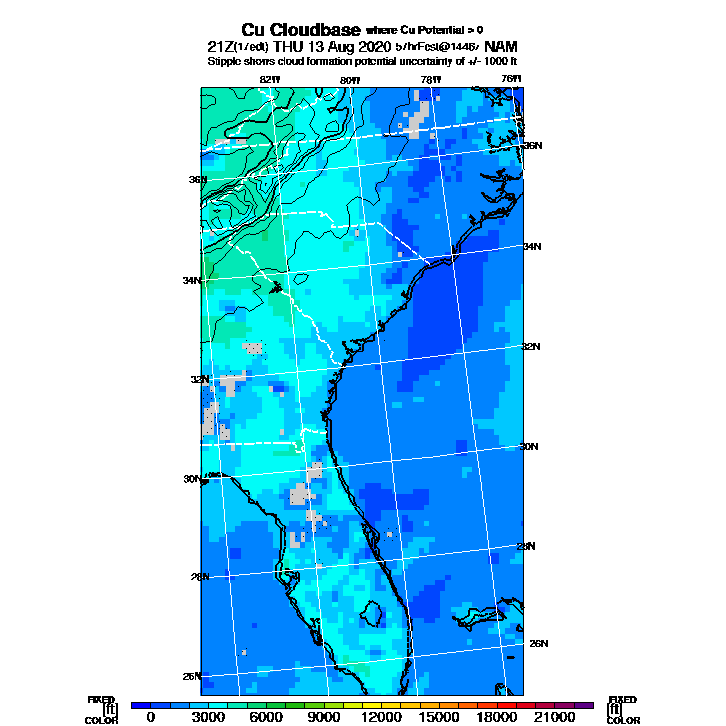 Cu Cloudbase where Cu Potential > 0
21Z(17edt) THU 13 Aug 2020 57hrFcst@1446z NAM
Stipple shows cloud formation potential uncertainty of +/- 1000 ft
82W 80W 78W 76W
36N
36N
34N
34N
32N
32N
30N
30N
28N
28N
26N
26N
FIXED FIXED
[ft] [ft]
COLOR COLOR
0 3000 6000 9000 12000 15000 18000 21000